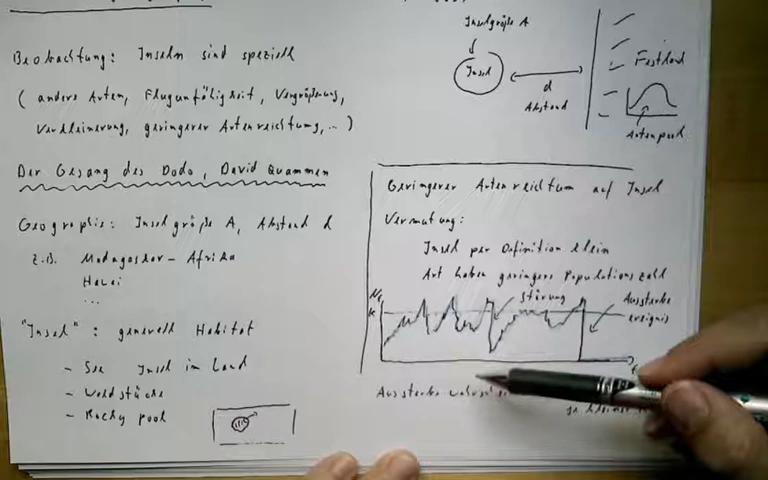 Beobachtung: Inseln sind speziell
( anders Arten, Flugunfähigkeit, Vergrößerung,
Verkleinerung, geringerer Artenreichtum, ... )
Der Gesang des Dodo, David Quammen
Geographie: Inselgröße A, Abstand d
z.B. Madagaskar - Afrika
Hawai
...
"Insel" : generell Habitat
- See Insel im Land
- Waldstücke
- Rocky pool
Inselgröße A
Insel
d
Abstand
Festland
Artenpool
Geringerer Artenreichtum auf Insel
Vermutung:
Insel per Definition klein
Art haben geringere Populationszahl
N
K
Störung
Aussterbe
ereignis
t
Aussterbe